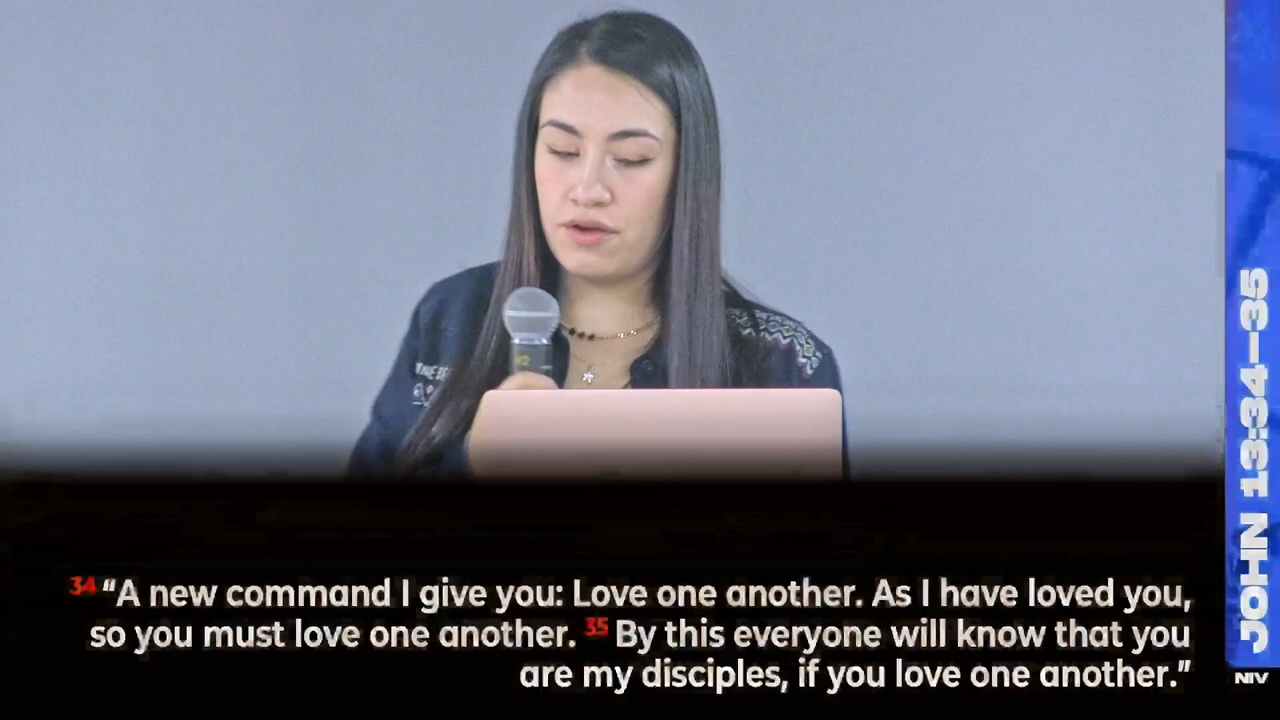 34 “A new command I give you: Love one another. As I have loved you,
so you must love one another. 35 By this everyone will know that you
are my disciples, if you love one another.”
JOHN 13:34—35
NIV